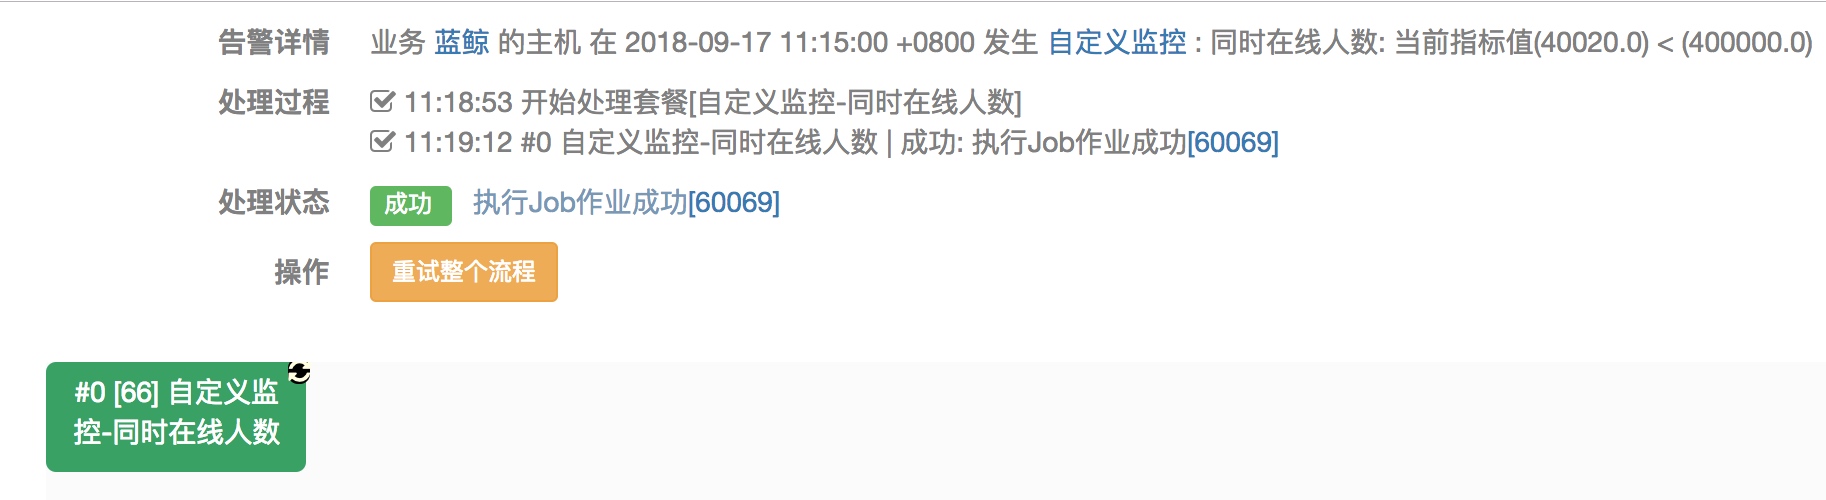 告警详情 业务 蓝鲸 的主机 在 2018-09-17 11:15:00 +0800 发生 自定义监控 : 同时在线人数: 当前指标值(40020.0) < (400000.0)
处理过程 11:18:53 开始处理套餐[自定义监控-同时在线人数]
11:19:12 #0 自定义监控-同时在线人数 | 成功: 执行Job作业成功[60069]
处理状态 成功 执行Job作业成功[60069]
操作 重试整个流程
#0 [66] 自定义监
控-同时在线人数